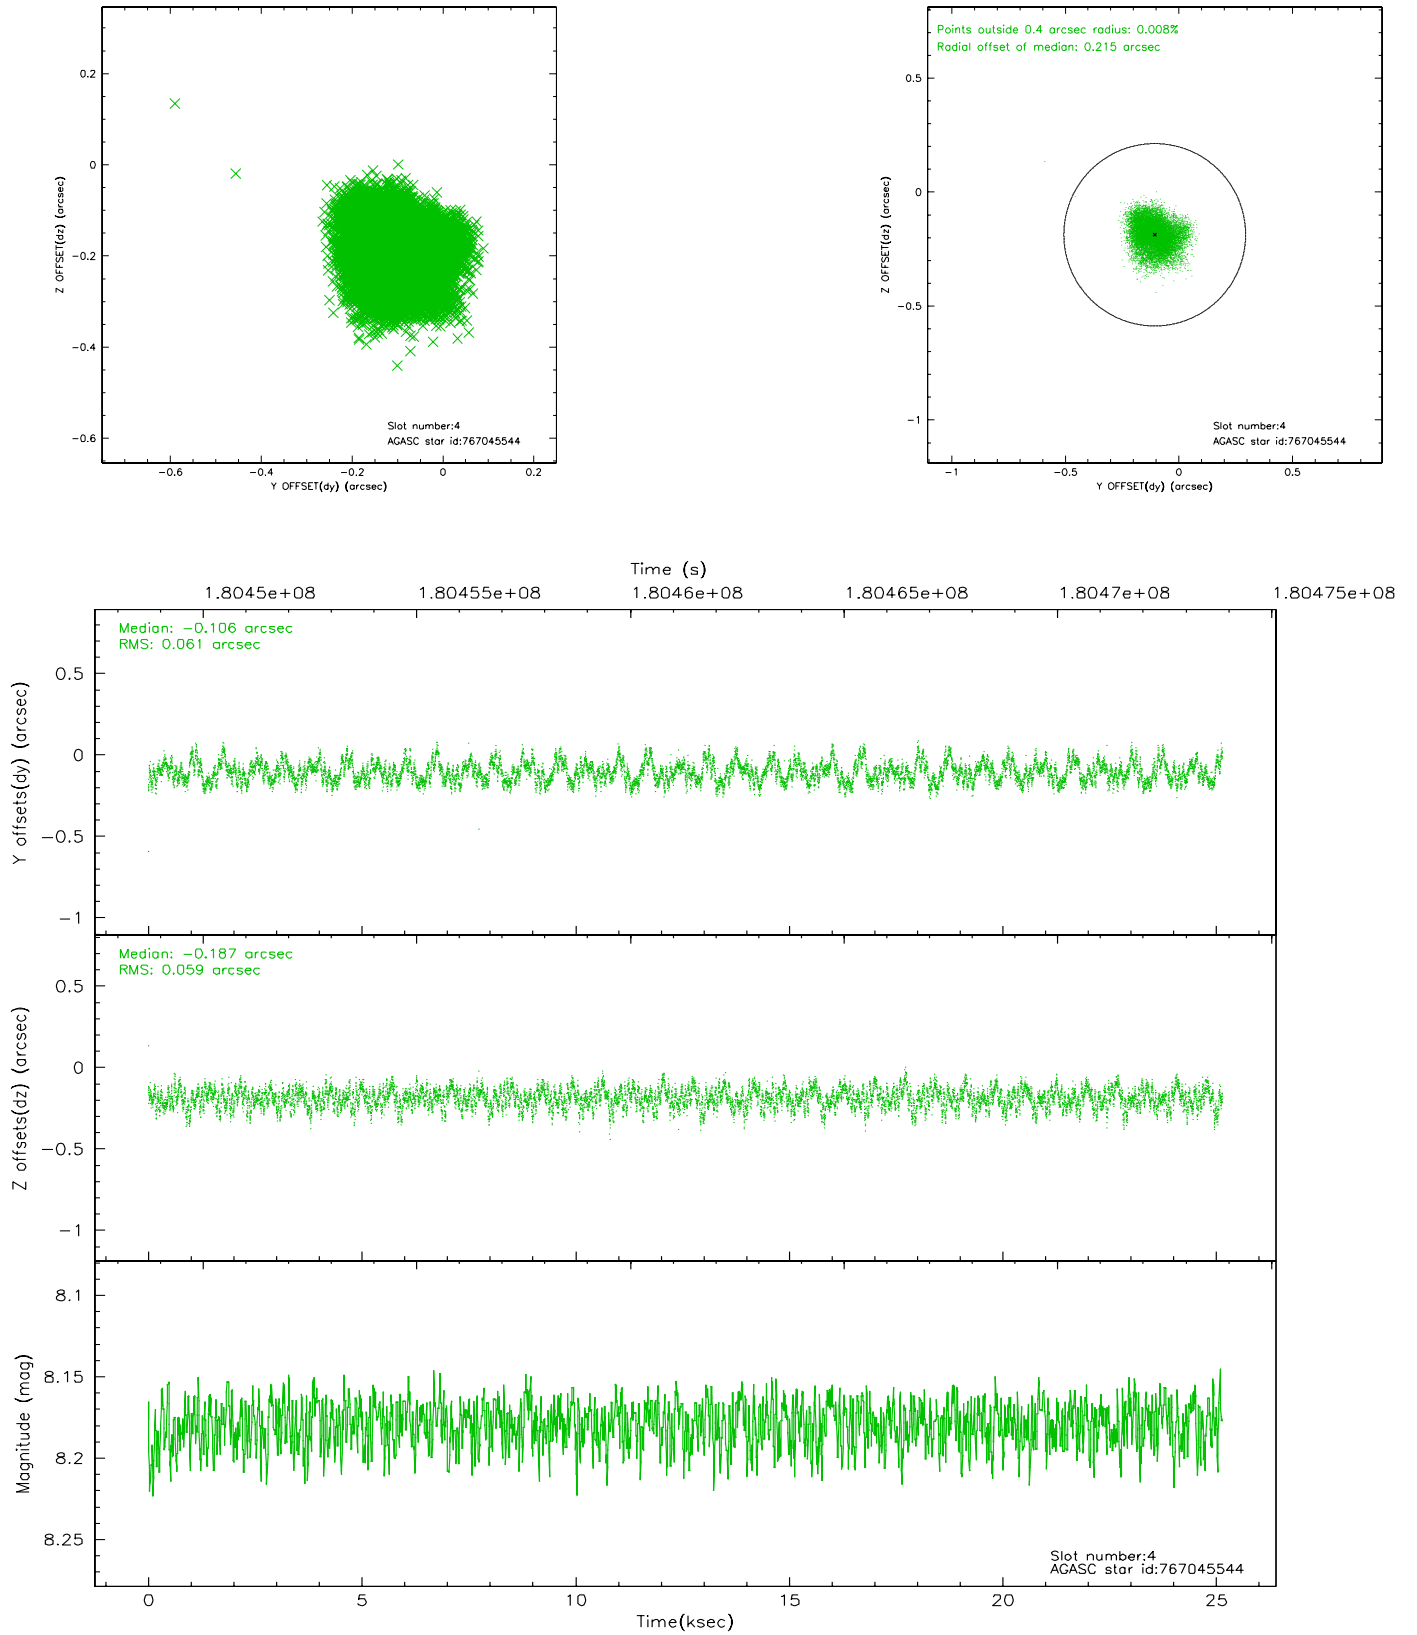 0.2
0
−0.2
−0.4
−0.6
Z OFFSET(dz) (arcsec)
Slot number:4
AGASC star id:767045544
−0.6 −0.4 −0.2 0 0.2
Y OFFSET(dy) (arcsec)
Points outside 0.4 arcsec radius: 0.008%
Radial offset of median: 0.215 arcsec
0.5
0
−0.5
−1
Z OFFSET(dz) (arcsec)
Slot number:4
AGASC star id:767045544
−1 −0.5 0 0.5
Y OFFSET(dy) (arcsec)
Time (s)
1.8045e+08 1.80455e+08 1.8046e+08 1.80465e+08 1.8047e+08 1.80475e+08
Median: −0.106 arcsec
RMS: 0.061 arcsec
0.5
0
−0.5
−1
Y offsets(dy) (arcsec)
Median: −0.187 arcsec
RMS: 0.059 arcsec
0.5
0
−0.5
−1
Z offsets(dz) (arcsec)
8.1
8.15
8.2
8.25
Magnitude (mag)
Slot number:4
AGASC star id:767045544
0 5 10 15 20 25
Time(ksec)